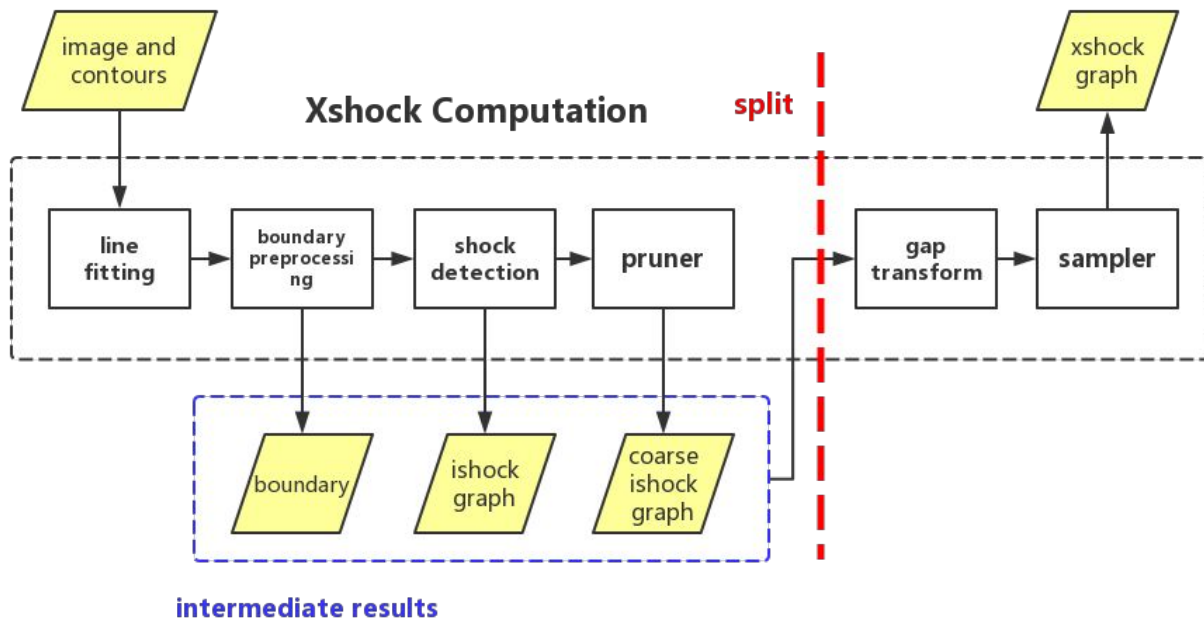 image and
contours
xshock
graph
Xshock Computation
split
line
fitting
boundary
preprocessi
ng
shock
detection
pruner
gap
transform
sampler
boundary
ishock
graph
coarse
ishock
graph
intermediate results